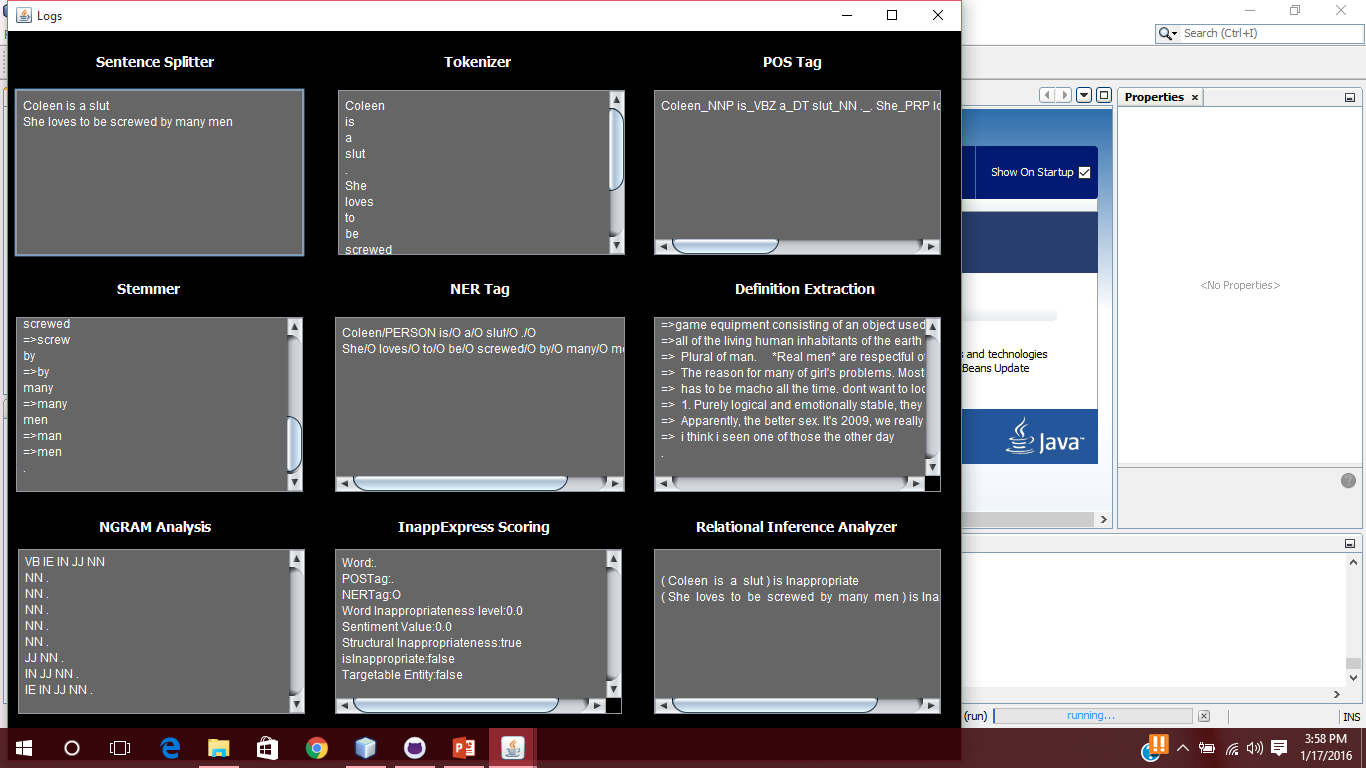 Logs
Search (Ctrl+I)
Sentence Splitter
Coleen is a slut
She loves to be screwed by many men
Tokenizer
Coleen
is
a
slut
.
She
loves
to
be
screwed
POS Tag
Coleen_NNP is_VBZ a_DT slut_NN ._. She_PRP
Stemmer
screwed
=>screw
by
=>by
many
=>many
men
=>man
=>men
.
NER Tag
Coleen/PERSON is/O a/O slut/O ./O
She/O loves/O to/O be/O screwed/O by/O many/O
Definition Extraction
=>game equipment consisting of an object used
=>all of the living human inhabitants of the earth
=> Plural of man. *Real men* are respectful
=> The reason for many of girl's problems. Most
=> has to be macho all the time. dont want to
=> 1. Purely logical and emotionally stable, they
=> Apparently, the better sex. It's 2009, we really
=> i think i seen one of those the other day
.
NGRAM Analysis
VB IE IN JJ NN
NN .
NN .
NN .
NN .
NN .
JJ NN .
IN JJ NN .
IE IN JJ NN .
InappExpress Scoring
Word:.
POSTag:.
NERTag:O
Word Inappropriateness level:0.0
Sentiment Value:0.0
Structural Inappropriateness:true
isInappropriate:false
Targetable Entity:false
Relational Inference Analyzer
( Coleen is a slut ) is Inappropriate
( She loves to be screwed by many men ) is
Properties
Show On Startup
<No Properties>
and technologies
Beans Update
Java
(run)
running...
INS
3:58 PM
1/17/2016